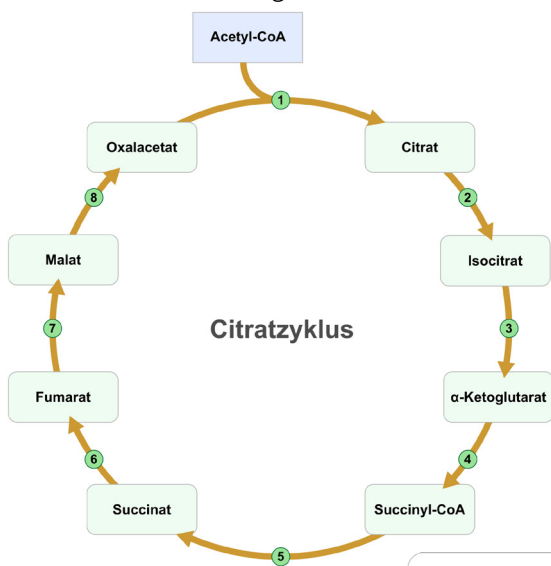 Acetyl-CoA
1
Oxalacetat
Citrat
8
2
Malat
Isocitrat
Citratzyklus
7
3
Fumarat
α-Ketoglutarat
6
4
Succinat
Succinyl-CoA
5